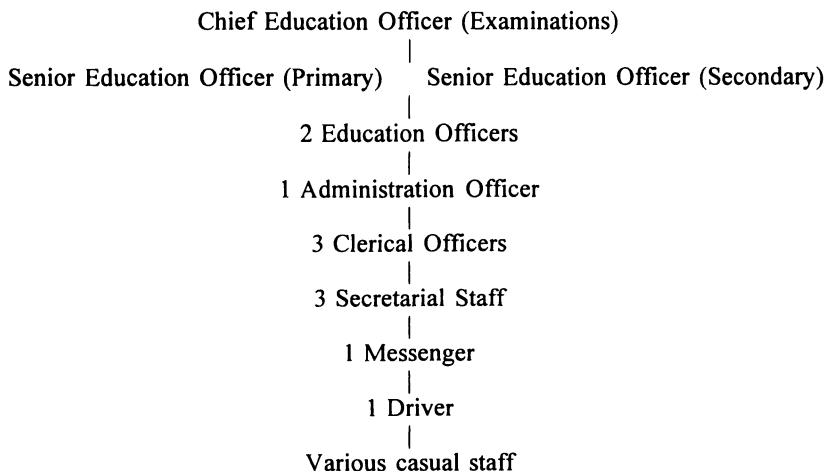 Chief Education Officer (Examinations)
Senior Education Officer (Primary) Senior Education Officer (Secondary)
2 Education Officers
1 Administration Officer
3 Clerical Officers
3 Secretarial Staff
1 Messenger
1 Driver
Various casual staff